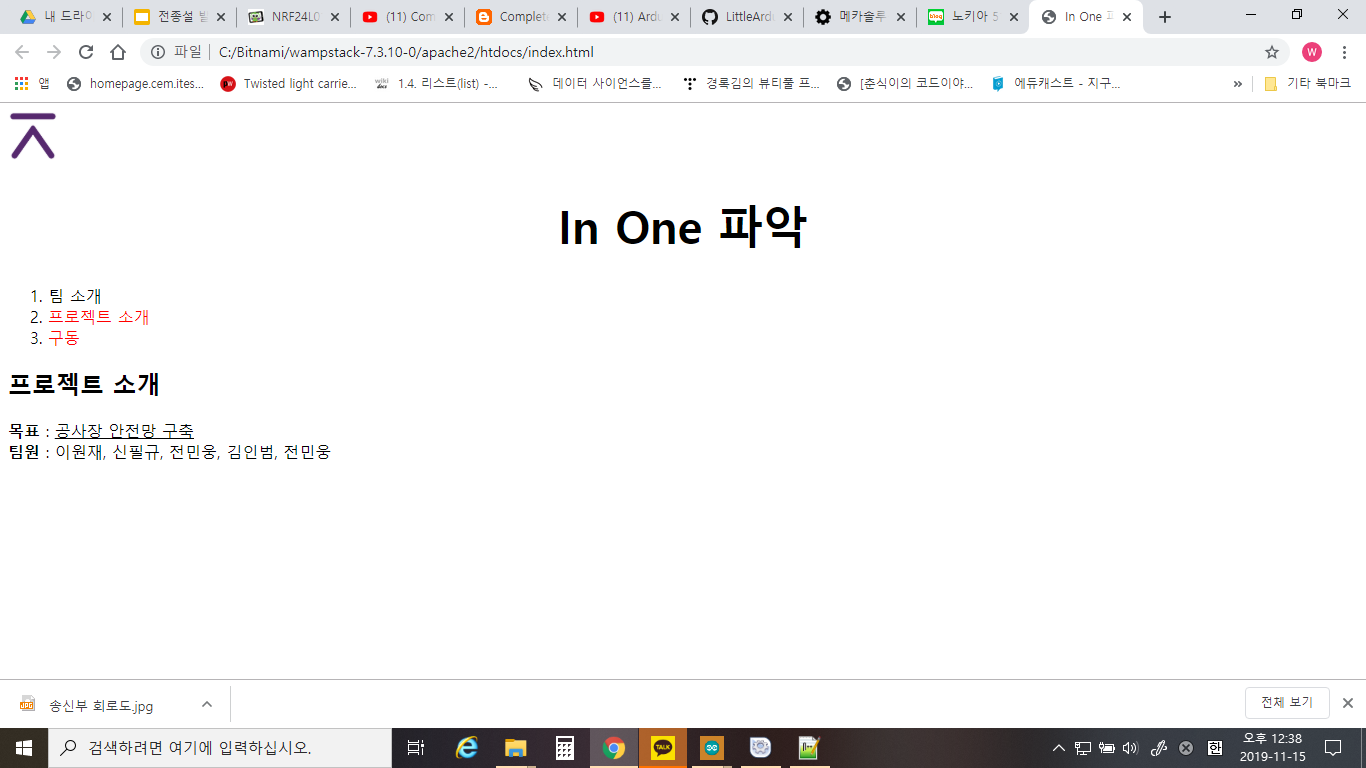 내 드라이
전종설 발
NRF24L0
(11) Com
Complet
(11) Ardu
LittleArdu
메카솔루
노키아 5
In One 파
파일
C:/Bitnami/wampstack-7.3.10-0/apache2/htdocs/index.html
W
앱
homepage.cem.ites...
Twisted light carrie...
1.4. 리스트(list) -...
데이터 사이언스를...
경록김의 뷰티풀 프...
[춘식이의 코드이야...
에듀캐스트 - 지구...
»
기타 북마크
In One 파악
1. 팀 소개
2. 프로젝트 소개
3. 구동
프로젝트 소개
목표 : 공사장 안전망 구축
팀원 : 이원재, 신필규, 전민웅, 김인범, 전민웅
송신부 회로도.jpg
전체 보기
검색하려면 여기에 입력하십시오.
TALK
한
오후 12:38
2019-11-15